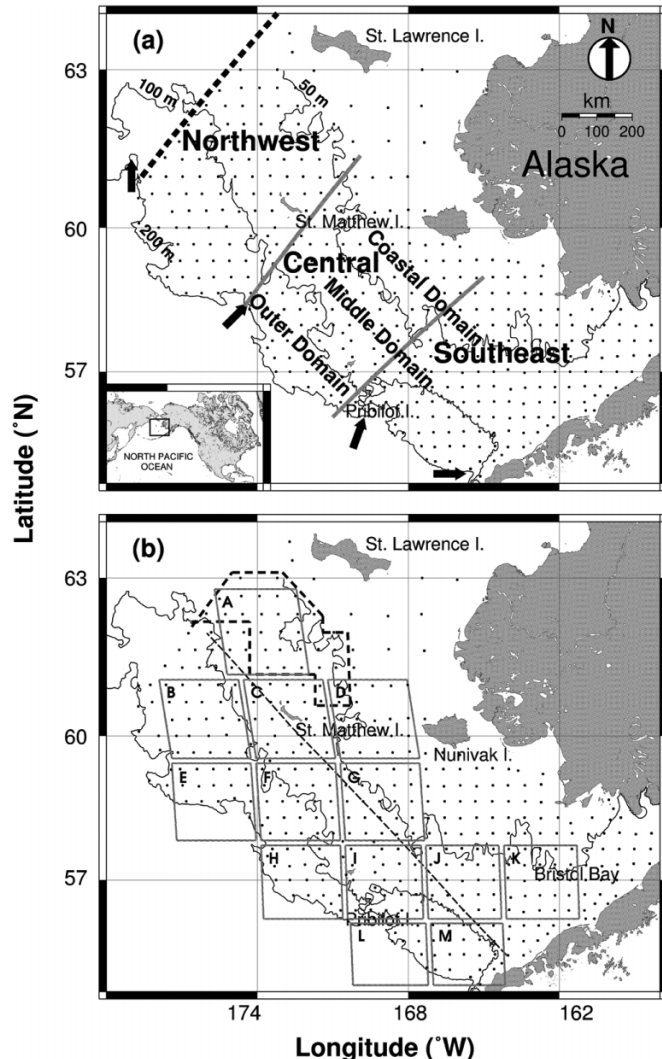 (a)
St. Lawrence I.
N
63
100 m
50 m
km
0 100 200
Northwest
Alaska
St. Matthew I.
60
200 m
Central
Coastal Domain
Middle Domain
Outer Domain
Southeast
57
Pribilof I.
NORTH PACIFIC
OCEAN
Latitude (°N)
(b)
St. Lawrence I.
63
A
B
C
D
St. Matthew I.
60
Nunivak I.
E
F
G
H
I
J
K
57
Bristol Bay
Pribilof I.
L
M
174
168
162
Longitude (°W)